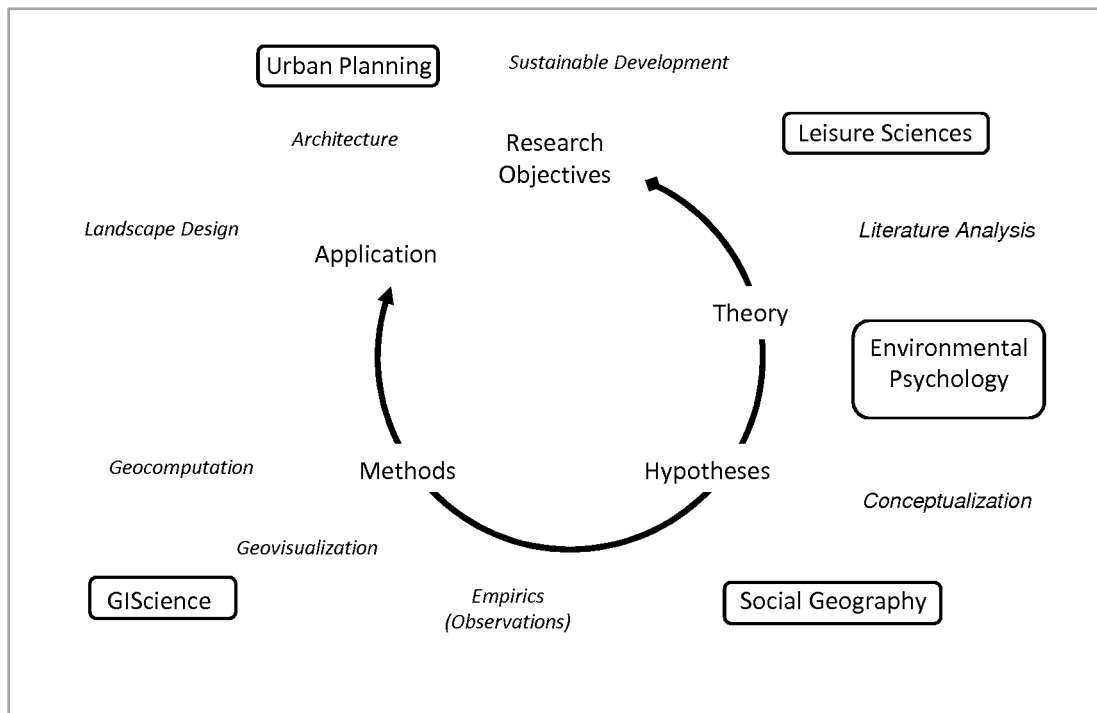 Urban Planning
Sustainable Development
Architecture
Research
Objectives
Leisure Sciences
Landscape Design
Application
Literature Analysis
Theory
Environmental
Psychology
Geocomputation
Methods
Hypotheses
Conceptualization
Geovisualization
GIScience
Empirics
(Observations)
Social Geography